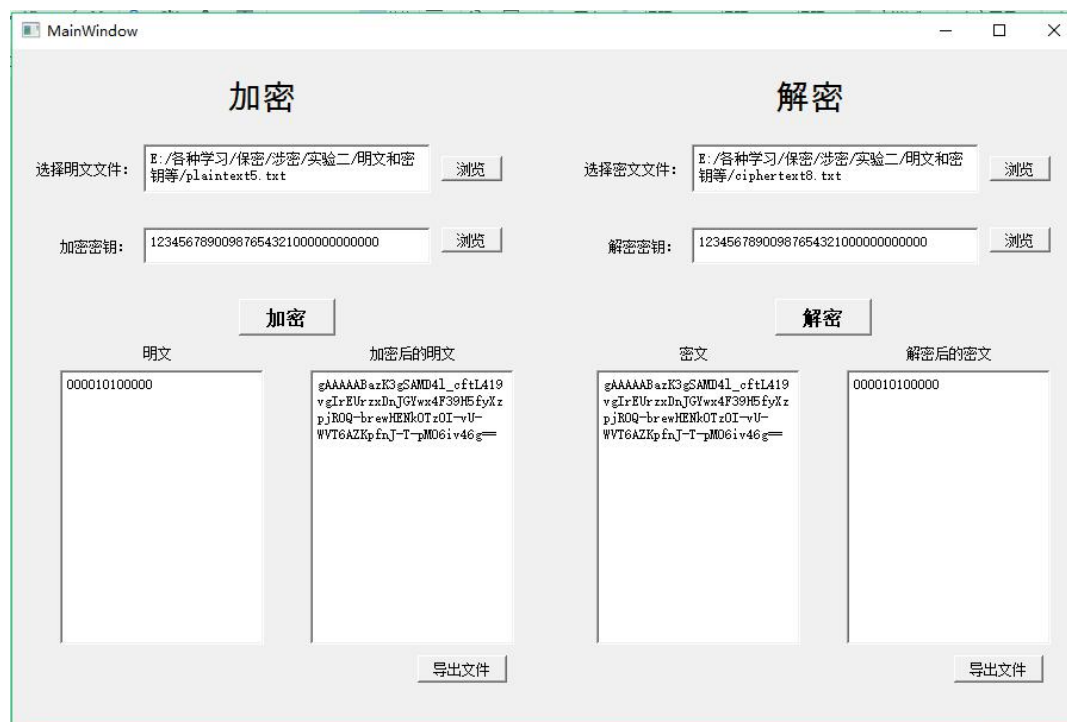 MainWindow
加密
解密
选择明文文件：
E:/各种学习/保密/涉密/实验二/明文和密
钥等/plaintext5.txt
浏览
选择密文文件：
E:/各种学习/保密/涉密/实验二/明文和密
钥等/ciphertext8.txt
浏览
加密密钥：
12345678900987654321000000000000
浏览
解密密钥：
12345678900987654321000000000000
浏览
加密
解密
明文
加密后的明文
密文
解密后的密文
000010100000
gAAAAABazK3gSAMD4l_cftL419
vgIrEUrzxDnJGYwx4F39H5fyXz
pjROQ-brewHENkOTzOI-vU-
WVT6AZKpfnJ-T-pMO6iv46g==
gAAAAABazK3gSAMD4l_cftL419
vgIrEUrzxDnJGYwx4F39H5fyXz
pjROQ-brewHENkOTzOI-vU-
WVT6AZKpfnJ-T-pMO6iv46g==
000010100000
导出文件
导出文件